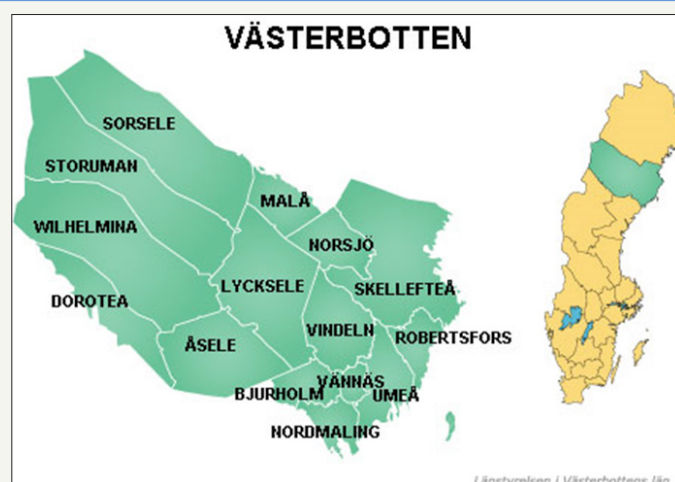 VÄSTERBOTTEN
SORSELE
STORUMAN
MALÅ
WILHELMINA
NORSJÖ
LYCKSELE
SKELLEFTEÅ
DOROTEA
VINDELN
ROBERTSFORS
ÅSELE
VÄNNÄS
BJURHOLM
UMEÅ
NORDMALING
Länstyrelsen i Västerbottens län